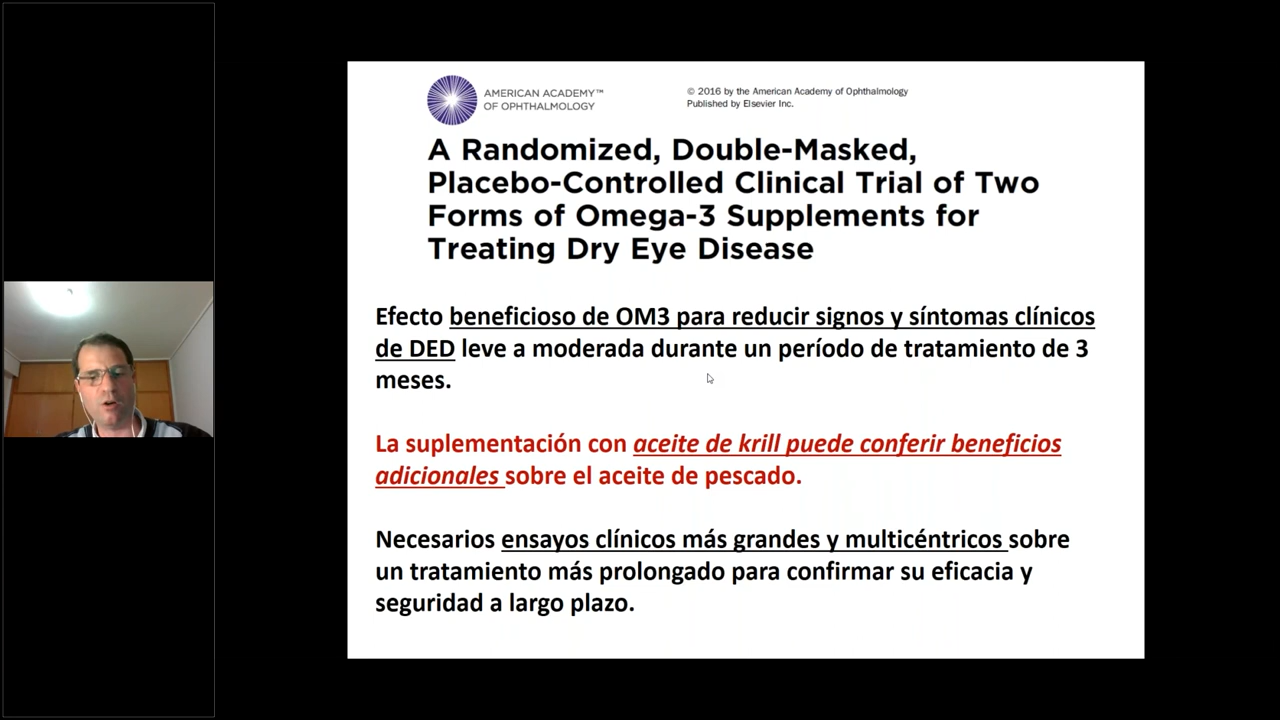 AMERICAN ACADEMY™
OF OPHTHALMOLOGY
© 2016 by the American Academy of Ophthalmology
Published by Elsevier Inc.
A Randomized, Double-Masked,
Placebo-Controlled Clinical Trial of Two
Forms of Omega-3 Supplements for
Treating Dry Eye Disease
Efecto beneficioso de OM3 para reducir signos y síntomas clínicos
de DED leve a moderada durante un período de tratamiento de 3
meses.
La suplementación con aceite de krill puede conferir beneficios
adicionales sobre el aceite de pescado.
Necesarios ensayos clínicos más grandes y multicéntricos sobre
un tratamiento más prolongado para confirmar su eficacia y
seguridad a largo plazo.